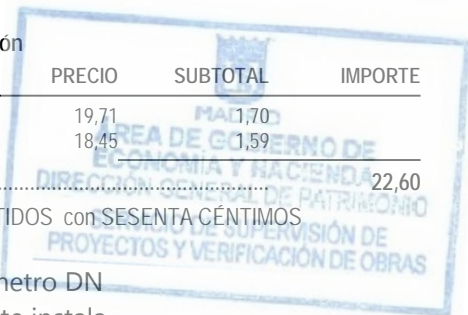 ón
PRECIO SUBTOTAL IMPORTE
19,71 1,70
18,45 1,59
MADRID
ÁREA DE GOBIERNO DE
ECONOMÍA Y HACIENDA
DIRECCIÓN GENERAL DE PATRIMONIO
22,60
TIDOS con SESENTA CÉNTIMOS
SERVICIO DE SUPERVISIÓN DE
PROYECTOS Y VERIFICACIÓN DE OBRAS
metro DN